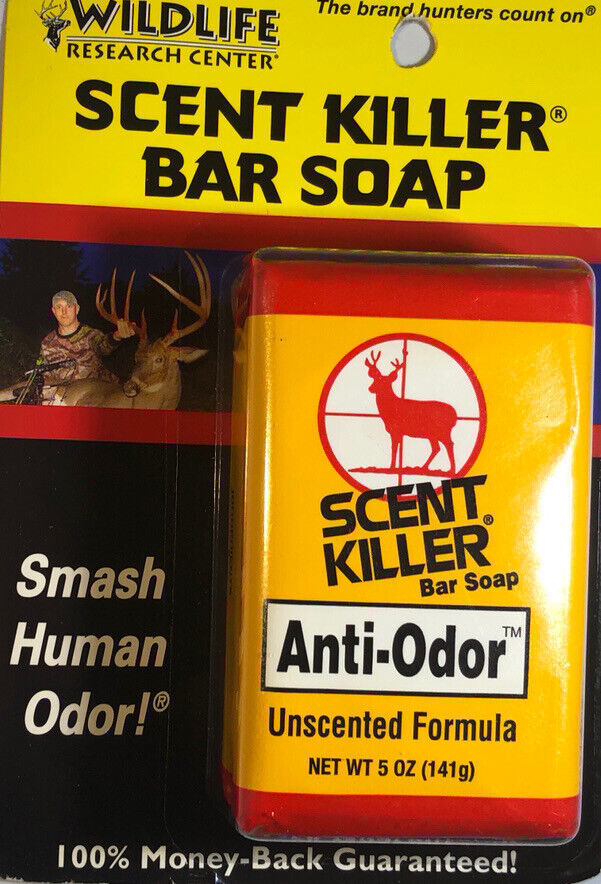 WILDLIFE
RESEARCH CENTER®
The brand hunters count on®
SCENT KILLER®
BAR SOAP
SCENT
KILLER®
Bar Soap
Anti-Odor™
Unscented Formula
NET WT 5 OZ (141g)
Smash
Human
Odor!®
100% Money-Back Guaranteed!